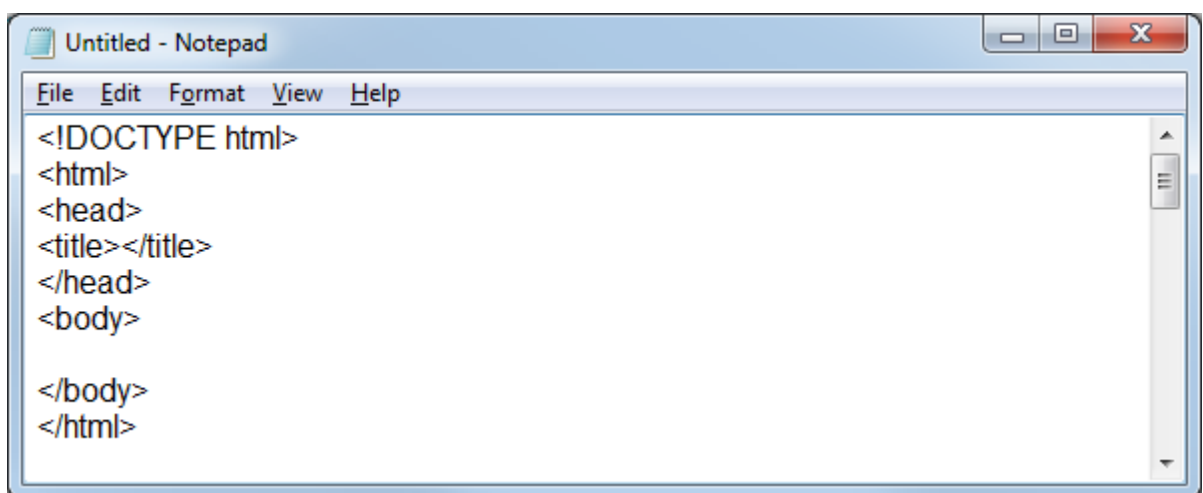 Untitled - Notepad
File Edit Format View Help
<!DOCTYPE html>
<html>
<head>
<title></title>
</head>
<body>
</body>
</html>